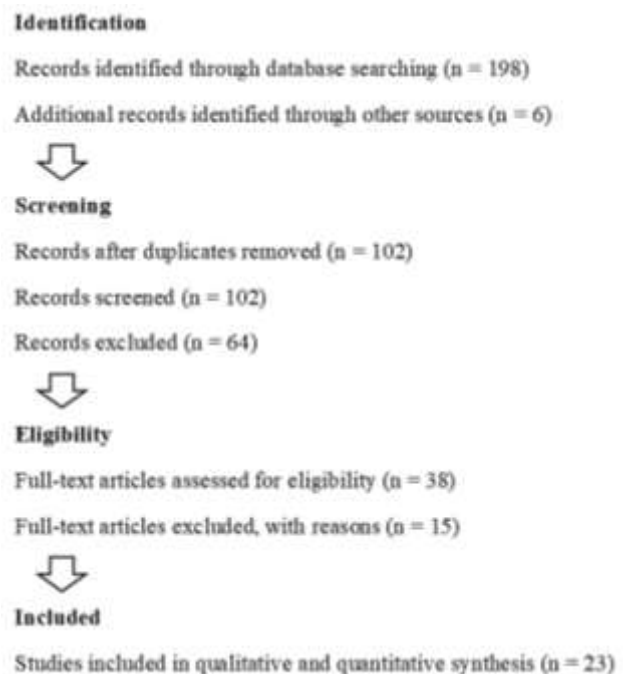 Identification
Records identified through database searching (n = 198)
Additional records identified through other sources (n = 6)
Screening
Records after duplicates removed (n = 102)
Records screened (n = 102)
Records excluded (n = 64)
Eligibility
Full-text articles assessed for eligibility (n = 38)
Full-text articles excluded, with reasons (n = 15)
Included
Studies included in qualitative and quantitative synthesis (n = 23)